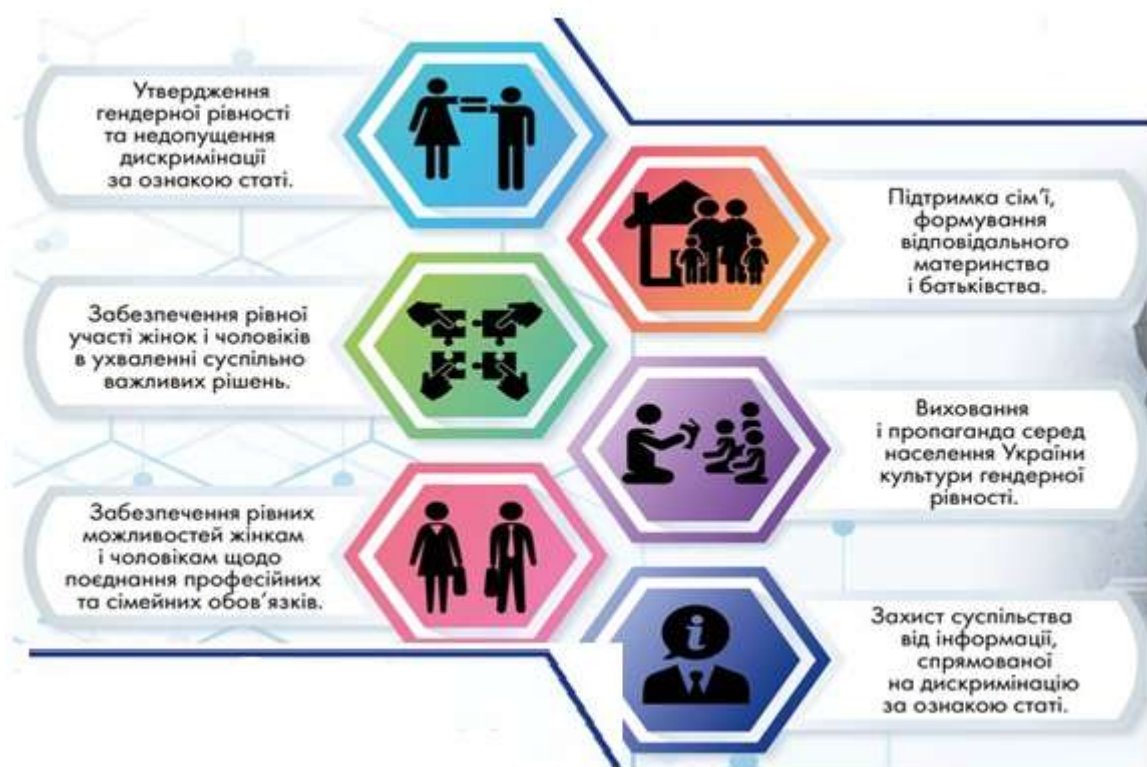 Утвердження
гендерної рівності
та недопущення
дискримінації
за ознакою статі.
Підтримка сім'ї,
формування
відповідального
материнства
і батьківства.
Забезпечення рівної
участі жінок і чоловіків
в ухваленні суспільно
важливих рішень.
Виховання
і пропаганда серед
населення України
культури гендерної
рівності.
Забезпечення рівних
можливостей жінкам
і чоловікам щодо
поєднання професійних
та сімейних обов'язків.
i
Захист суспільства
від інформації,
спрямованої
на дискримінацію
за ознакою статі.